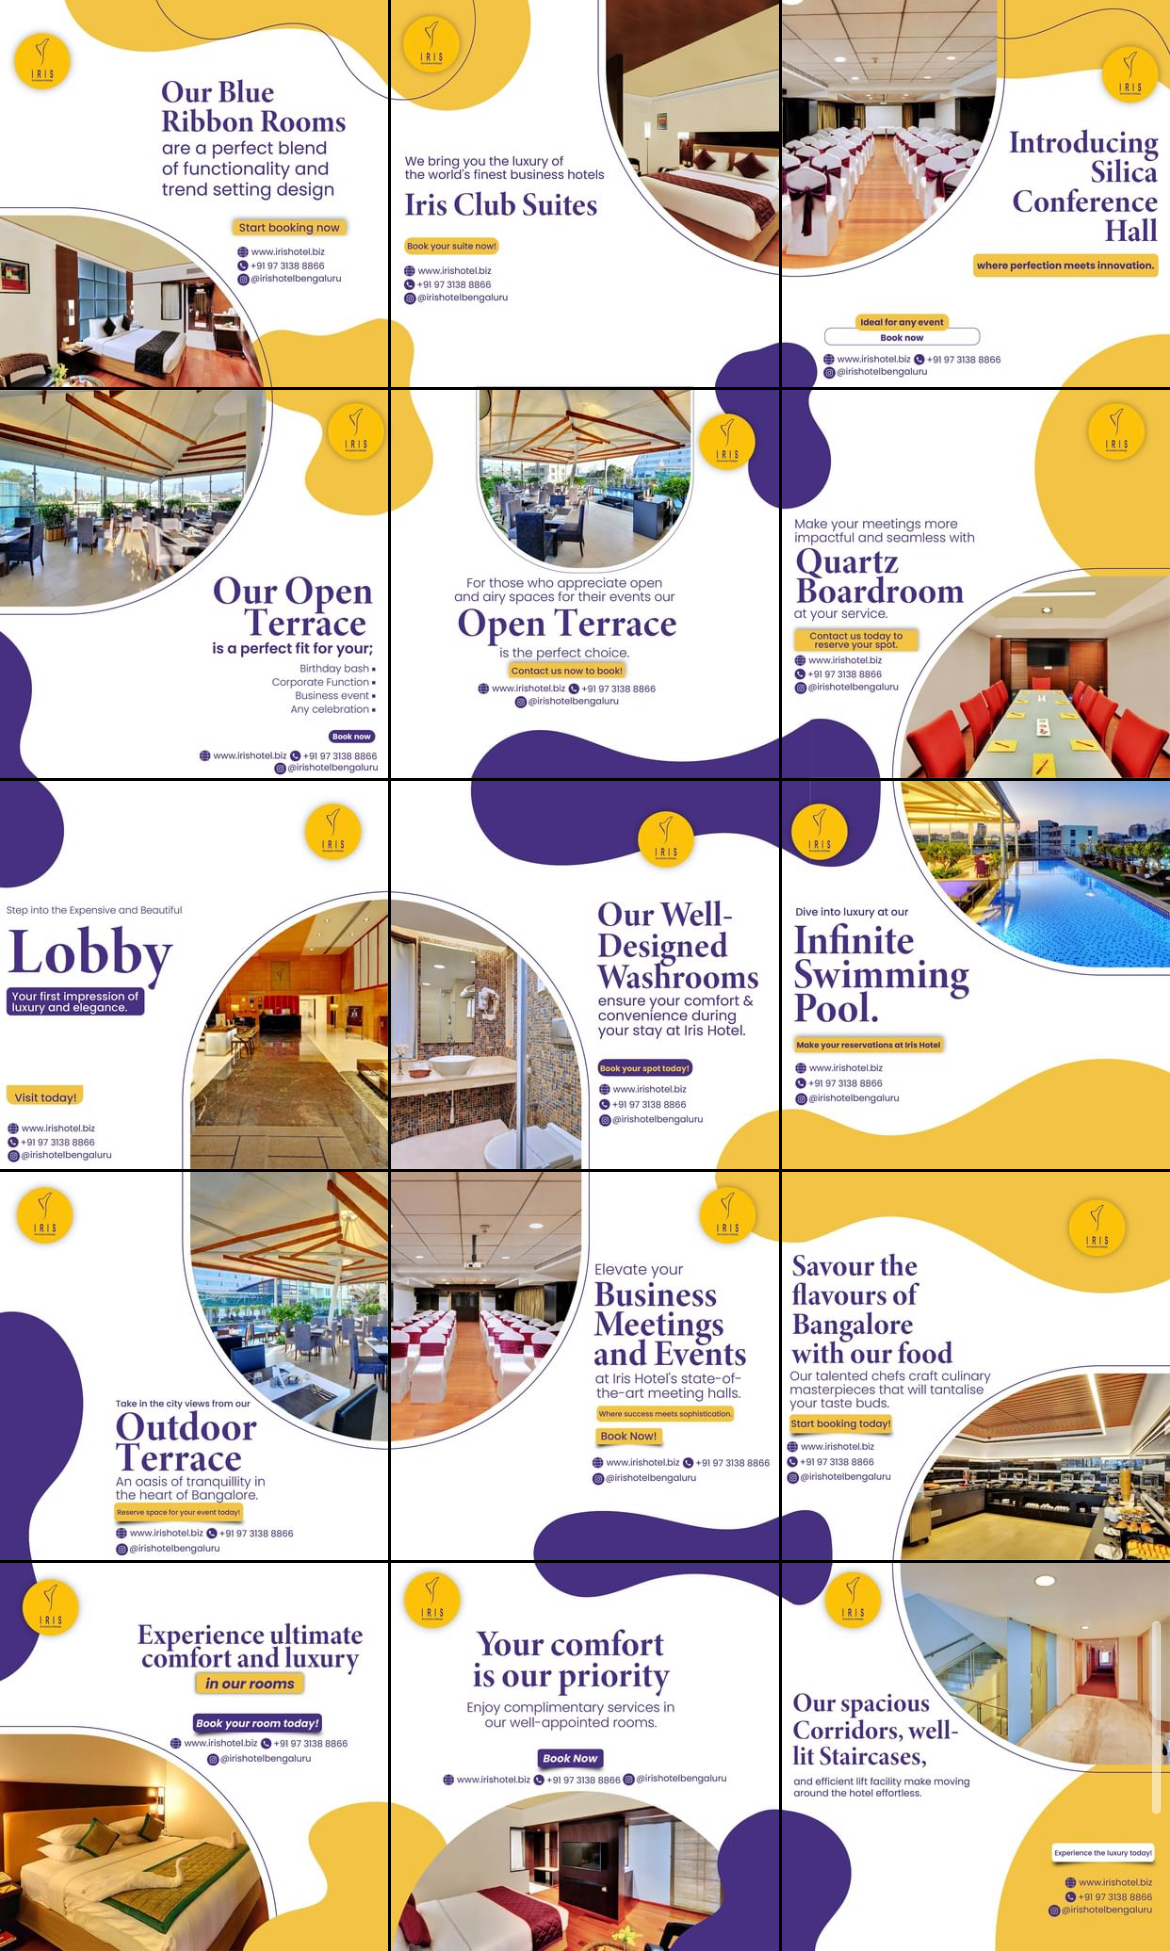 IRIS
Our Blue
Ribbon Rooms
are a perfect blend
of functionality and
trend setting design
Start booking now
www.irishotel.biz
+91 97 3138 8866
@irishotelbengaluru
IRIS
We bring you the luxury of
the world's finest business hotels
Iris Club Suites
Book your suite now!
www.irishotel.biz
+91 97 3138 8866
@irishotelbengaluru
IRIS
Introducing
Silica
Conference
Hall
where perfection meets innovation.
Ideal for any event
Book now
www.irishotel.biz +91 97 3138 8866
@irishotelbengaluru
IRIS
Our Open
Terrace
is a perfect fit for your;
Birthday bash
Corporate Function
Business event
Any celebration
Book now
www.irishotel.biz +91 97 3138 8866
@irishotelbengaluru
IRIS
For those who appreciate open
and airy spaces for their events our
Open Terrace
is the perfect choice.
Contact us now to book!
www.irishotel.biz +91 97 3138 8866
@irishotelbengaluru
IRIS
Make your meetings more
impactful and seamless with
Quartz
Boardroom
at your service.
Contact us today to
reserve your spot.
www.irishotel.biz
+91 97 3138 8866
@irishotelbengaluru
IRIS
Step into the Expensive and Beautiful
Lobby
Your first impression of
luxury and elegance.
Visit today!
www.irishotel.biz
+91 97 3138 8866
@irishotelbengaluru
IRIS
Our Well-
Designed
Washrooms
ensure your comfort &
convenience during
your stay at Iris Hotel.
Book your spot today!
www.irishotel.biz
+91 97 3138 8866
@irishotelbengaluru
IRIS
Dive into luxury at our
Infinite
Swimming
Pool.
Make your reservations at Iris Hotel
www.irishotel.biz
+91 97 3138 8866
@irishotelbengaluru
IRIS
Take in the city views from our
Outdoor
Terrace
An oasis of tranquillity in
the heart of Bangalore.
Reserve space for your event today!
www.irishotel.biz +91 97 3138 8866
@irishotelbengaluru
IRIS
Elevate your
Business
Meetings
and Events
at Iris Hotel's state-of-
the-art meeting halls.
Where success meets sophistication.
Book Now!
www.irishotel.biz +91 97 3138 8866
@irishotelbengaluru
IRIS
Savour the
flavours of
Bangalore
with our food
Our talented chefs craft culinary
masterpieces that will tantalise
your taste buds.
Start booking today!
www.irishotel.biz
+91 97 3138 8866
@irishotelbengaluru
IRIS
Experience ultimate
comfort and luxury
in our rooms
Book your room today!
www.irishotel.biz +91 97 3138 8866
@irishotelbengaluru
IRIS
Your comfort
is our priority
Enjoy complimentary services in
our well-appointed rooms.
Book Now
www.irishotel.biz +91 97 3138 8866 @irishotelbengaluru
IRIS
Our spacious
Corridors, well-
lit Staircases,
and efficient lift facility make moving
around the hotel effortless.
Experience the luxury today!
www.irishotel.biz
+91 97 3138 8866
@irishotelbengaluru